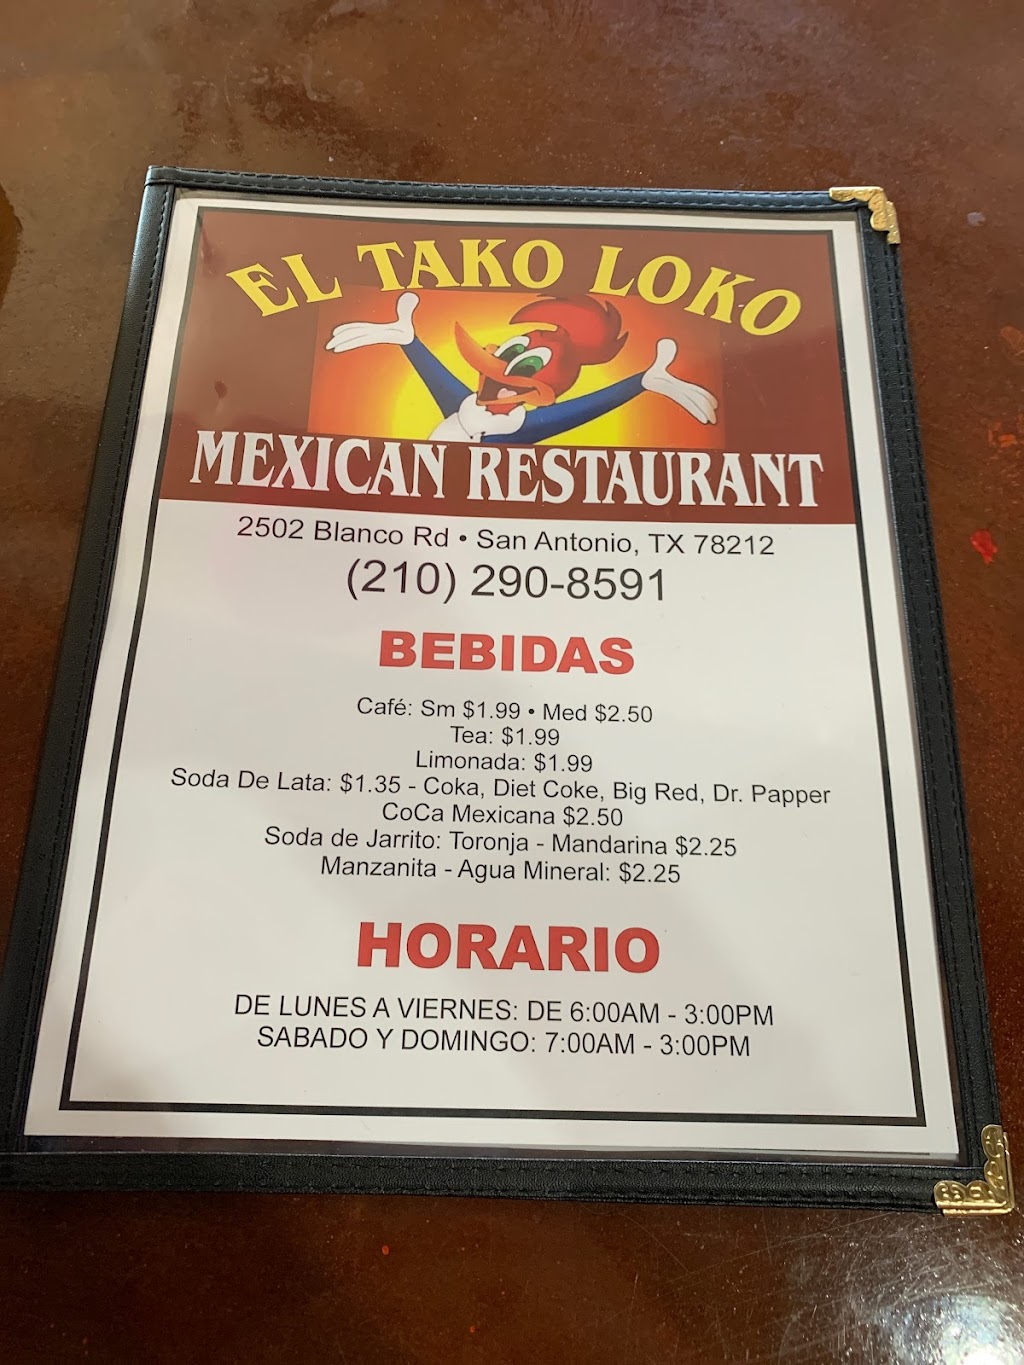 EL TAKO LOKO
MEXICAN RESTAURANT
2502 Blanco Rd • San Antonio, TX 78212
(210) 290-8591
BEBIDAS
Café: Sm $1.99 • Med $2.50
Tea: $1.99
Limonada: $1.99
Soda De Lata: $1.35 - Coka, Diet Coke, Big Red, Dr. Papper
CoCa Mexicana $2.50
Soda de Jarrito: Toronja - Mandarina $2.25
Manzanita - Agua Mineral: $2.25
HORARIO
DE LUNES A VIERNES: DE 6:00AM - 3:00PM
SABADO Y DOMINGO: 7:00AM - 3:00PM